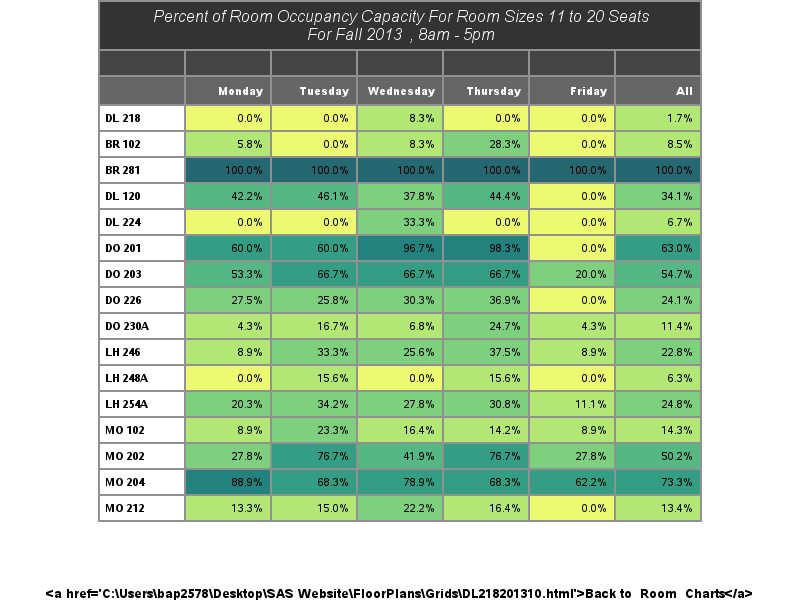 Percent of Room Occupancy Capacity For Room Sizes 11 to 20 Seats
For Fall 2013 , 8am - 5pm
Monday Tuesday Wednesday Thursday Friday All
DL 218 0.0% 0.0% 8.3% 0.0% 0.0% 1.7%
BR 102 5.8% 0.0% 8.3% 28.3% 0.0% 8.5%
BR 281 100.0% 100.0% 100.0% 100.0% 100.0% 100.0%
DL 120 42.2% 46.1% 37.8% 44.4% 0.0% 34.1%
DL 224 0.0% 0.0% 33.3% 0.0% 0.0% 6.7%
DO 201 60.0% 60.0% 96.7% 98.3% 0.0% 63.0%
DO 203 53.3% 66.7% 66.7% 66.7% 20.0% 54.7%
DO 226 27.5% 25.8% 30.3% 36.9% 0.0% 24.1%
DO 230A 4.3% 16.7% 6.8% 24.7% 4.3% 11.4%
LH 246 8.9% 33.3% 25.6% 37.5% 8.9% 22.8%
LH 248A 0.0% 15.6% 0.0% 15.6% 0.0% 6.3%
LH 254A 20.3% 34.2% 27.8% 30.8% 11.1% 24.8%
MO 102 8.9% 23.3% 16.4% 14.2% 8.9% 14.3%
MO 202 27.8% 76.7% 41.9% 76.7% 27.8% 50.2%
MO 204 88.9% 68.3% 78.9% 68.3% 62.2% 73.3%
MO 212 13.3% 15.0% 22.2% 16.4% 0.0% 13.4%
<a href='C:\Users\bap2578\Desktop\SAS Website\FloorPlans\Grids\DL218201310.html'>Back to Room Charts</a>